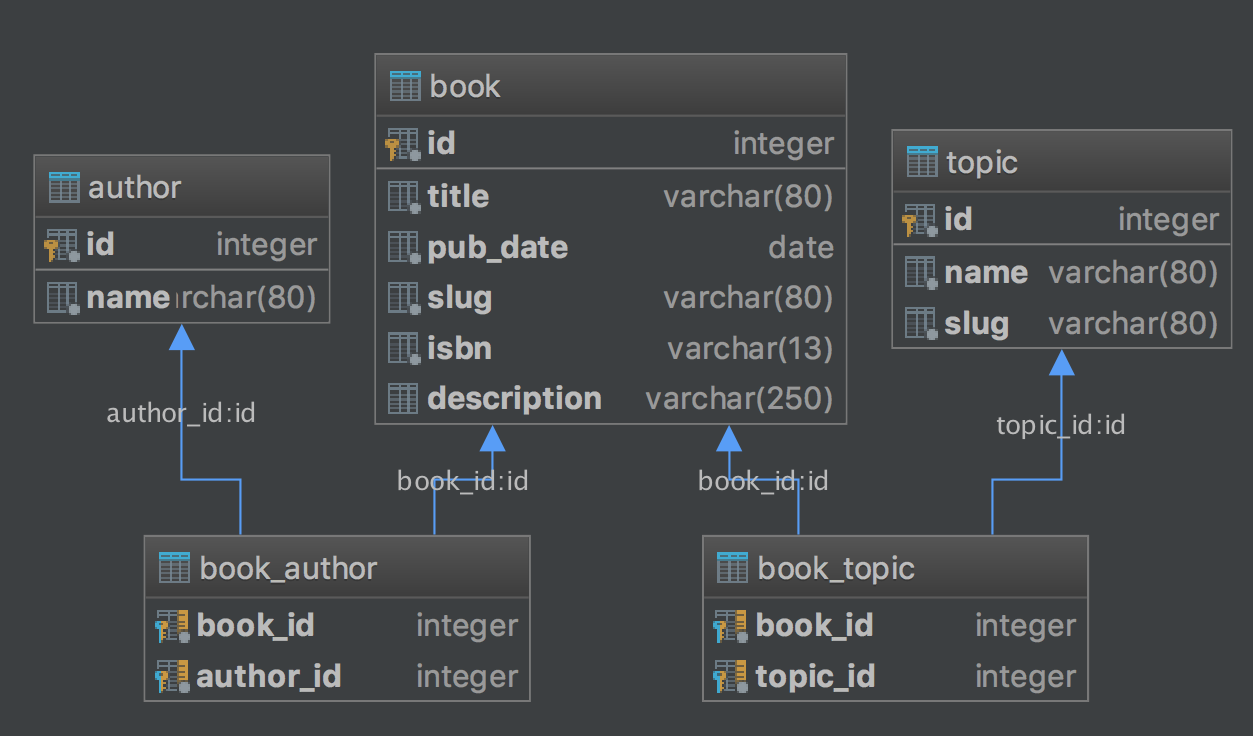 book
id integer
title varchar(80)
pub_date date
slug varchar(80)
isbn varchar(13)
description varchar(250)
author
id integer
name rchar(80)
topic
id integer
name varchar(80)
slug varchar(80)
author_id:id
book_id:id
book_id:id
topic_id:id
book_author
book_id integer
author_id integer
book_topic
book_id integer
topic_id integer